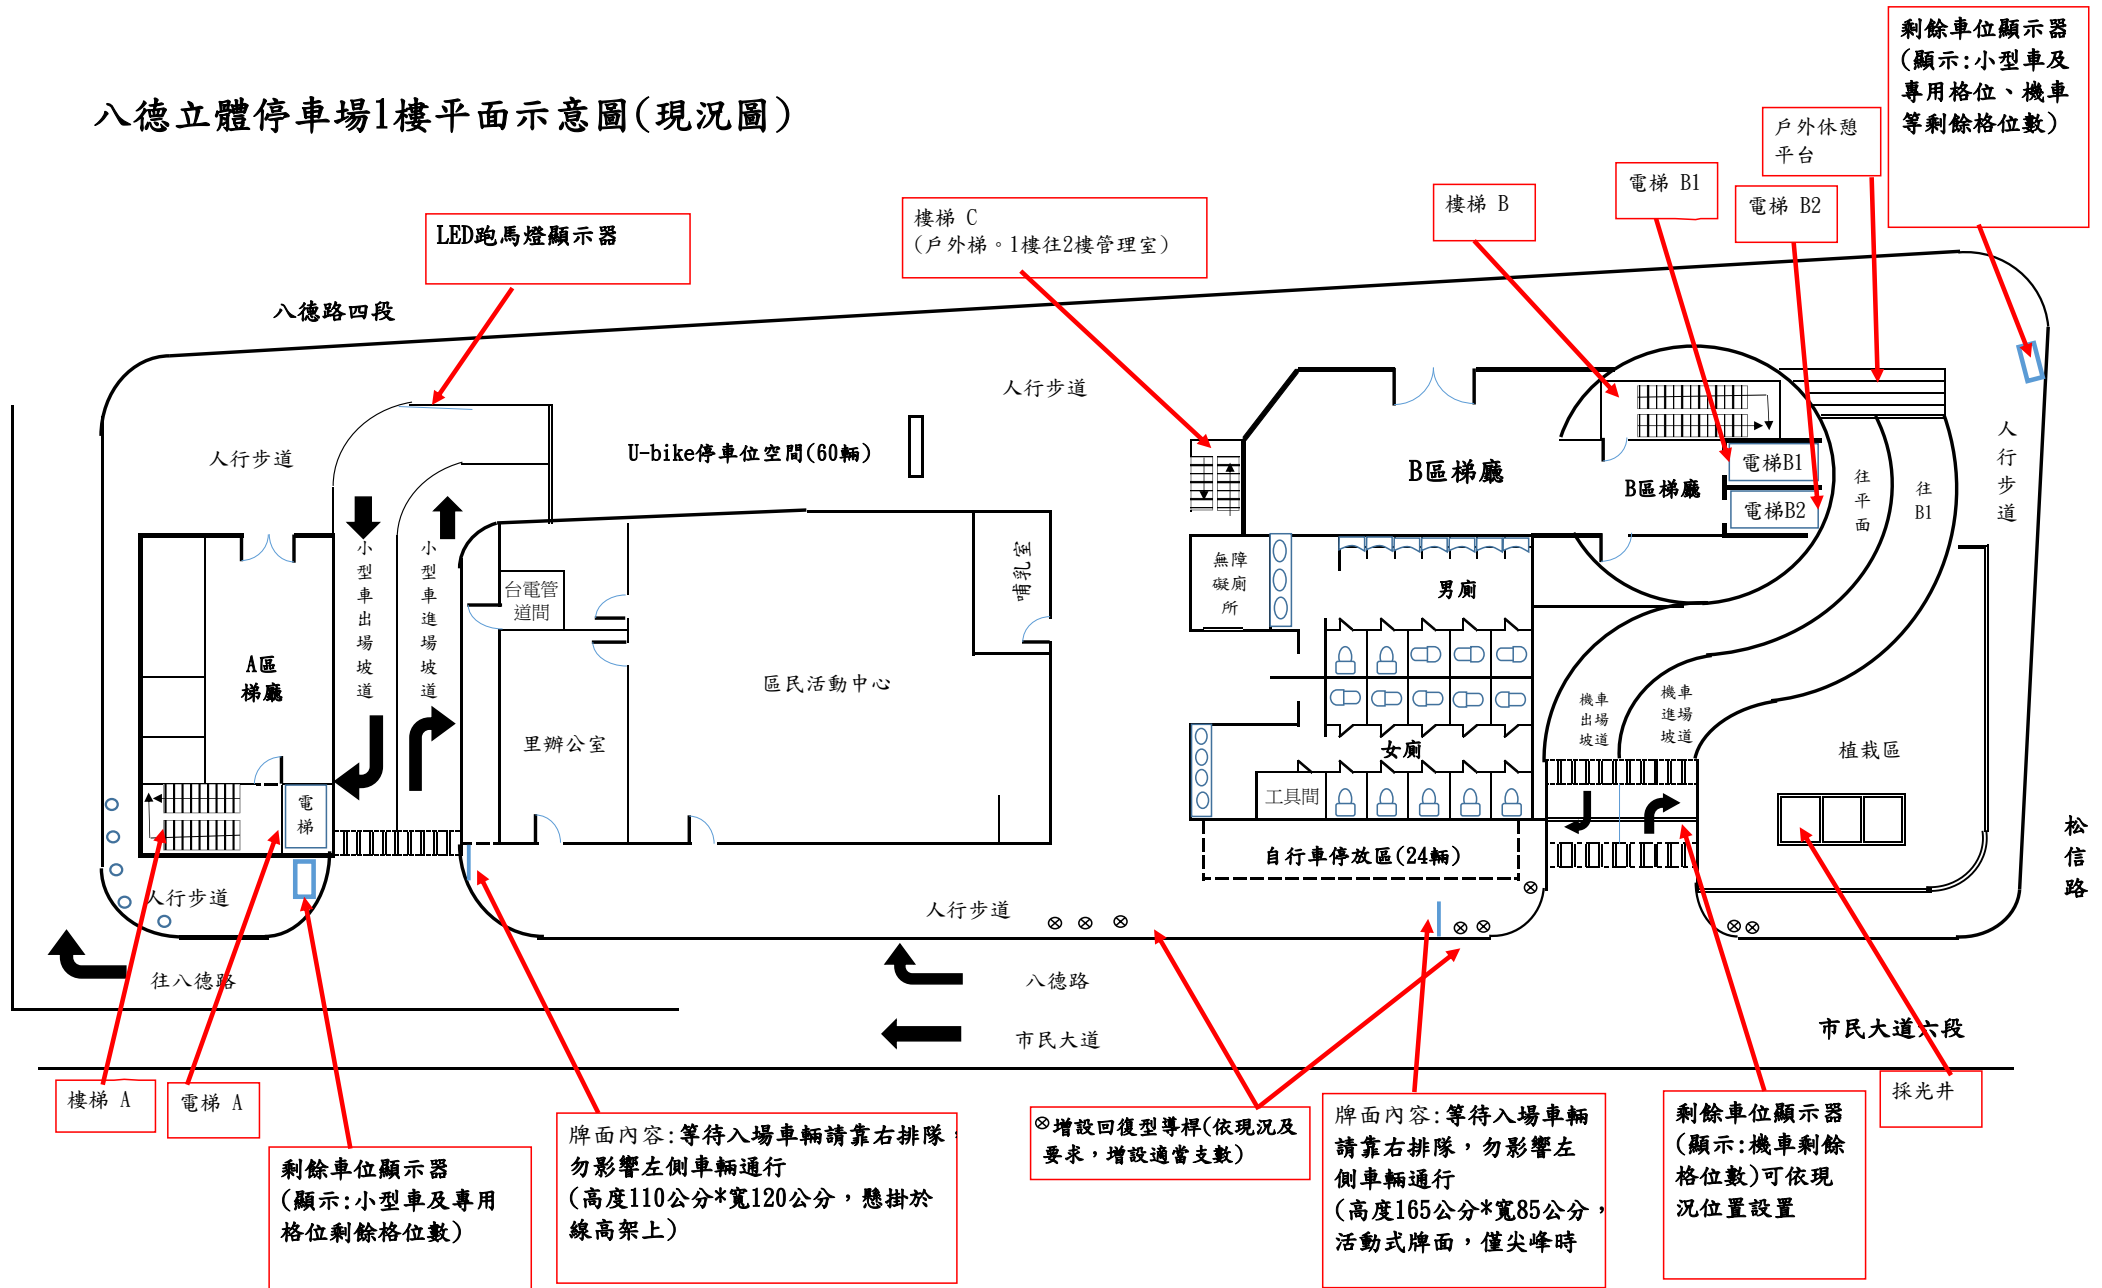 剩餘車位顯示器
(顯示:小型車及
專用格位、機車
等剩餘格位數)
八德立體停車場1樓平面示意圖(現況圖)
戶外休憩
平台
電梯 B1
電梯 B2
樓梯 B
樓梯 C
(戶外梯。1樓往2樓管理室)
LED跑馬燈顯示器
八德路四段
人行步道
人行步道
人行步道
U-bike停車位空間(60輛)
B區梯廳
B區梯廳
電梯B1
電梯B2
往平面
往B1
小型車出場坡道
小型車進場坡道
台電管
道間
哺乳室
無障
礙廁
所
男廁
A區
梯廳
區民活動中心
里辦公室
機車
出場
坡道
機車
進場
坡道
植栽區
女廁
工具間
電梯
自行車停放區(24輛)
松信路
人行步道
人行步道
往八德路
八德路
市民大道
市民大道六段
樓梯 A
電梯 A
剩餘車位顯示器
(顯示:小型車及專用
格位剩餘格位數)
牌面內容:等待入場車輛請靠右排隊,
勿影響左側車輛通行
(高度110公分*寬120公分,懸掛於
線高架上)
⊗增設回復型導桿(依現況及
要求,增設適當支數)
牌面內容:等待入場車輛
請靠右排隊,勿影響左
側車輛通行
(高度165公分*寬85公分,
活動式牌面,僅尖峰時
剩餘車位顯示器
(顯示:機車剩餘
格位數)可依現
況位置設置
採光井